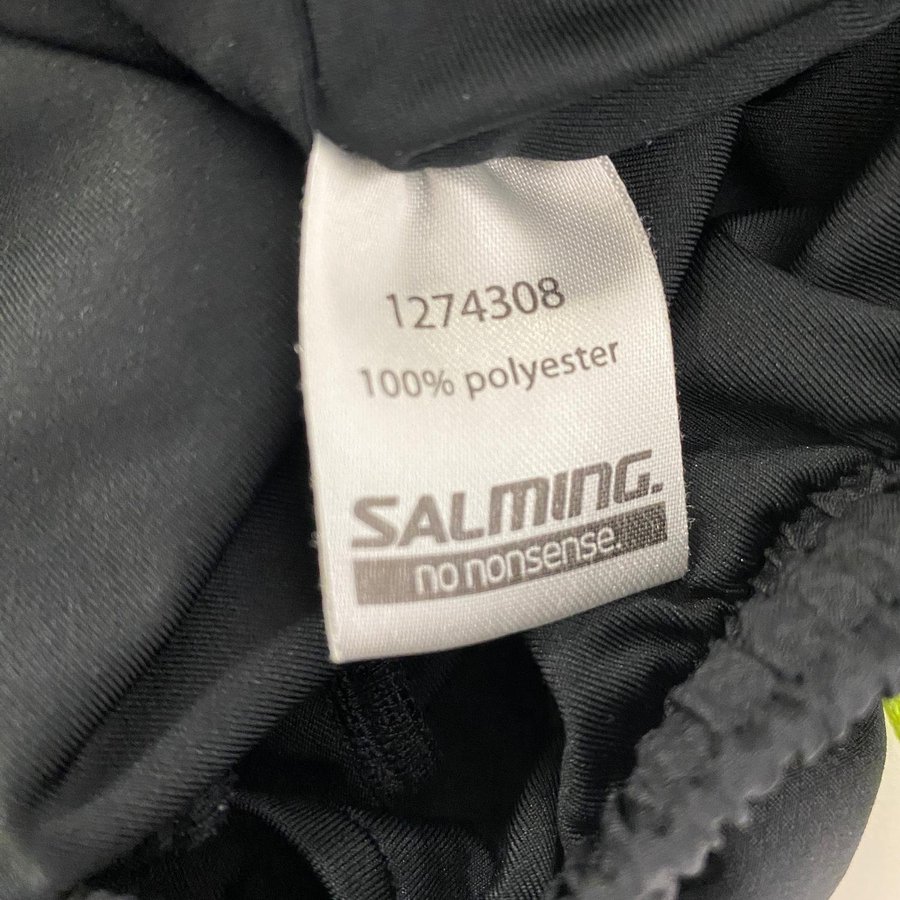 1274308
100% polyester
SALMING.
no nonsense.